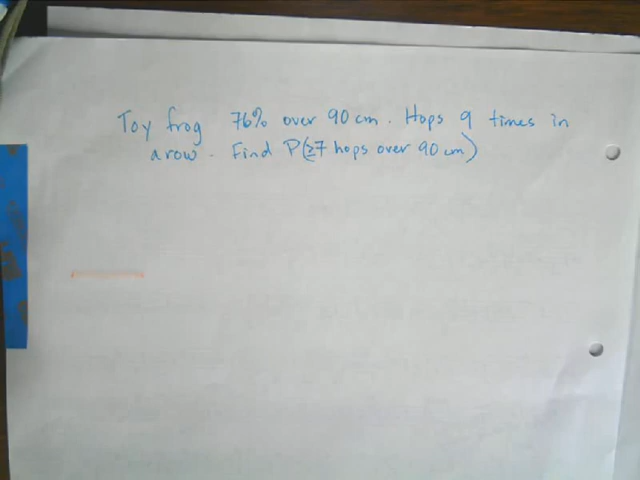 Toy frog 76% over 90 cm. Hops 9 times in
a row. Find P(≥7 hops over 90 cm)